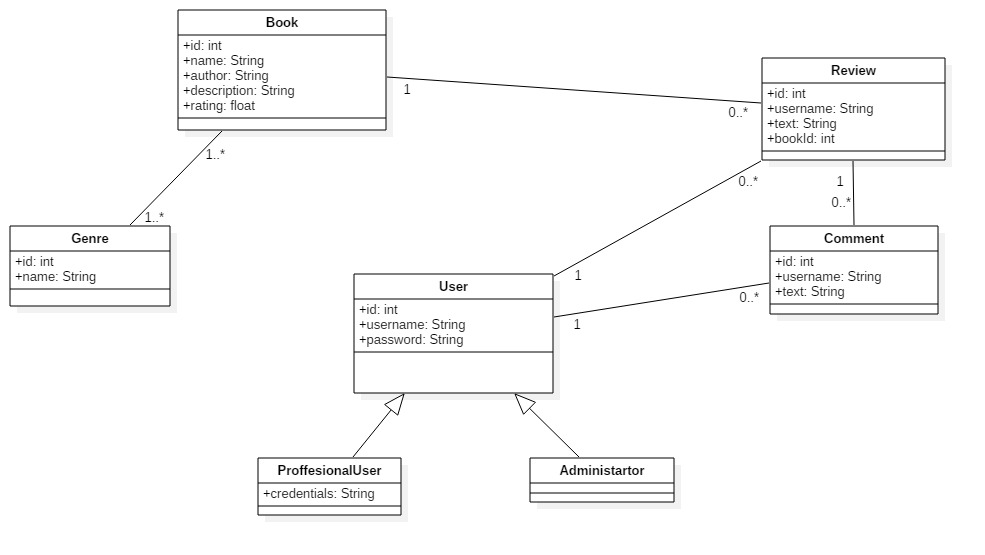 Book
+id: int
+name: String
+author: String
+description: String
+rating: float
1
0..*
1..*
1..*
Review
+id: int
+username: String
+text: String
+bookId: int
0..*
1
1
0..*
Genre
+id: int
+name: String
Comment
+id: int
+username: String
+text: String
0..*
1
User
+id: int
+username: String
+password: String
ProffesionalUser
+credentials: String
Administartor